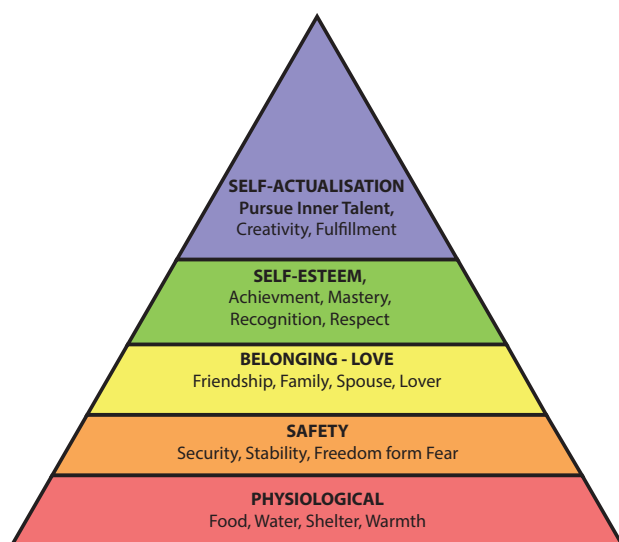 SELF-ACTUALISATION
Pursue Inner Talent,
Creativity, Fulfillment
SELF-ESTEEM,
Achievment, Mastery,
Recognition, Respect
BELONGING - LOVE
Friendship, Family, Spouse, Lover
SAFETY
Security, Stability, Freedom form Fear
PHYSIOLOGICAL
Food, Water, Shelter, Warmth